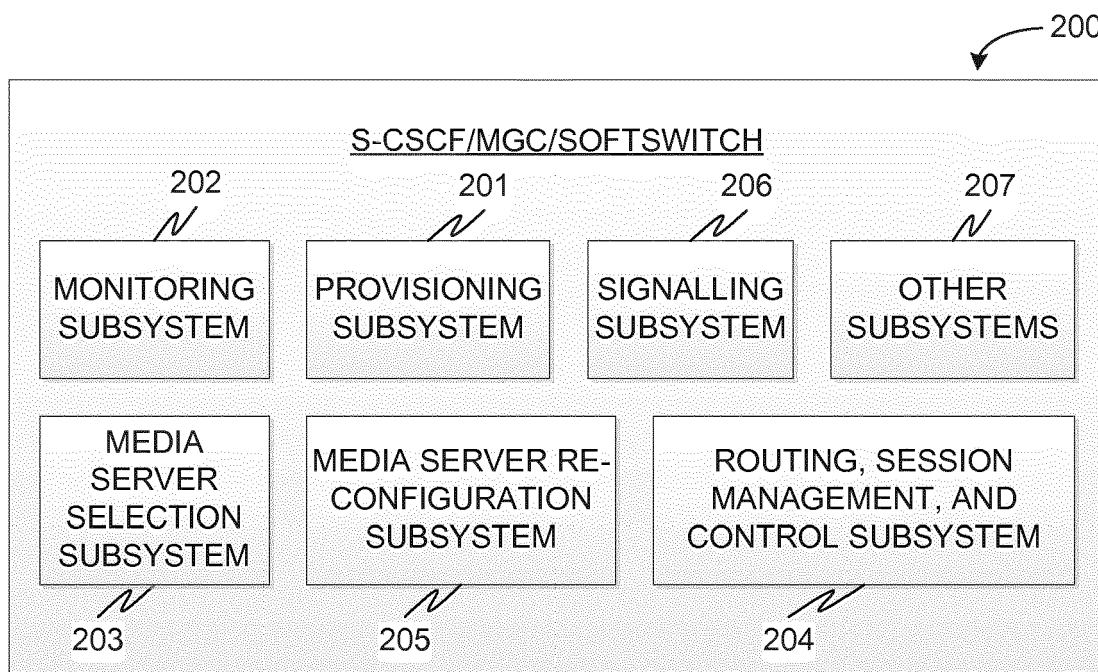 200
S-CSCF/MGC/SOFTSWITCH
202
201
206
207
MONITORING
SUBSYSTEM
PROVISIONING
SUBSYSTEM
SIGNALLING
SUBSYSTEM
OTHER
SUBSYSTEMS
MEDIA
SERVER
SELECTION
SUBSYSTEM
MEDIA SERVER RE-
CONFIGURATION
SUBSYSTEM
ROUTING, SESSION
MANAGEMENT, AND
CONTROL SUBSYSTEM
203
205
204